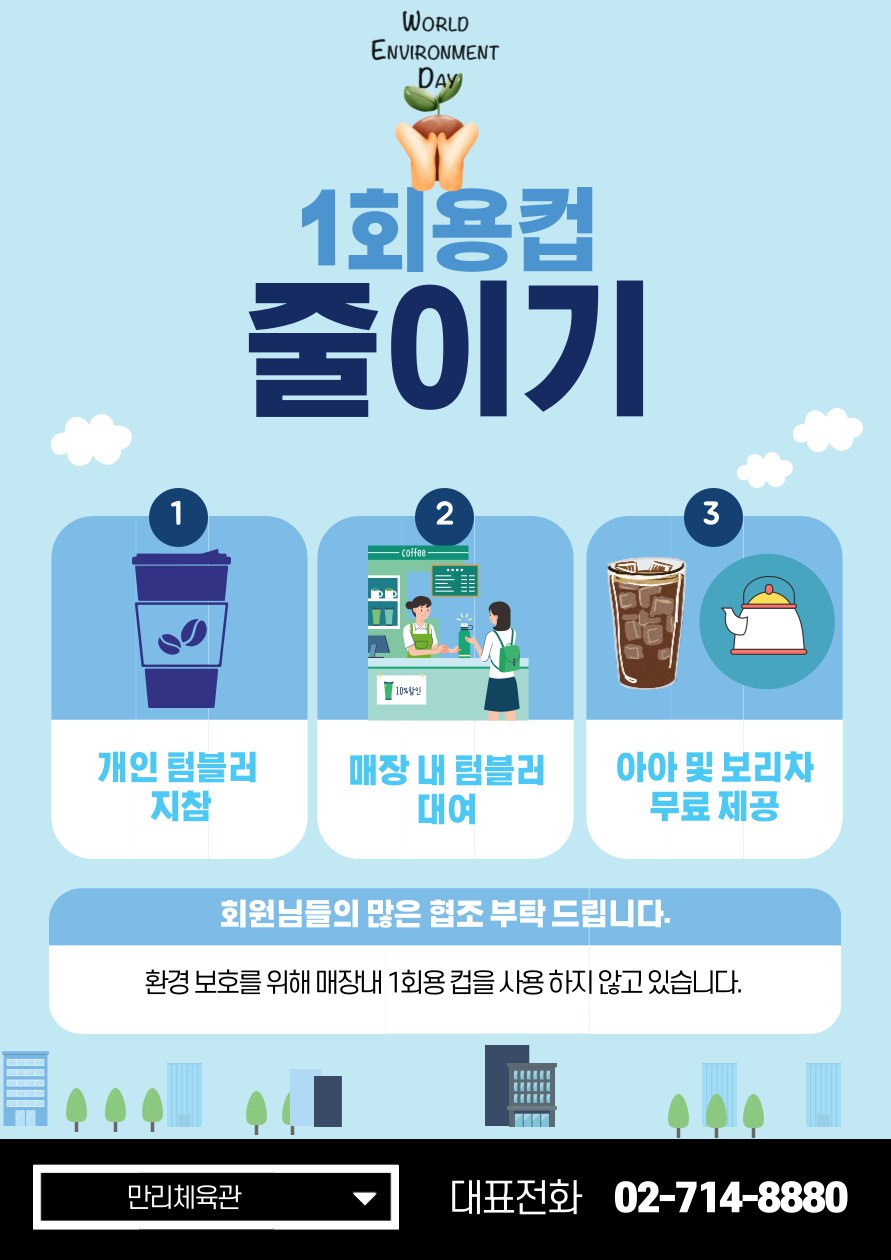 WORLD
ENVIRONMENT
DAY
1회용컵
줄이기
1
2
3
coffee
10%할인
개인 텀블러
지참
매장 내 텀블러
대여
아아 및 보리차
무료 제공
회원님들의 많은 협조 부탁 드립니다.
환경 보호를 위해 매장내 1회용 컵을 사용 하지 않고 있습니다.
만리체육관
대표전화 02-714-8880